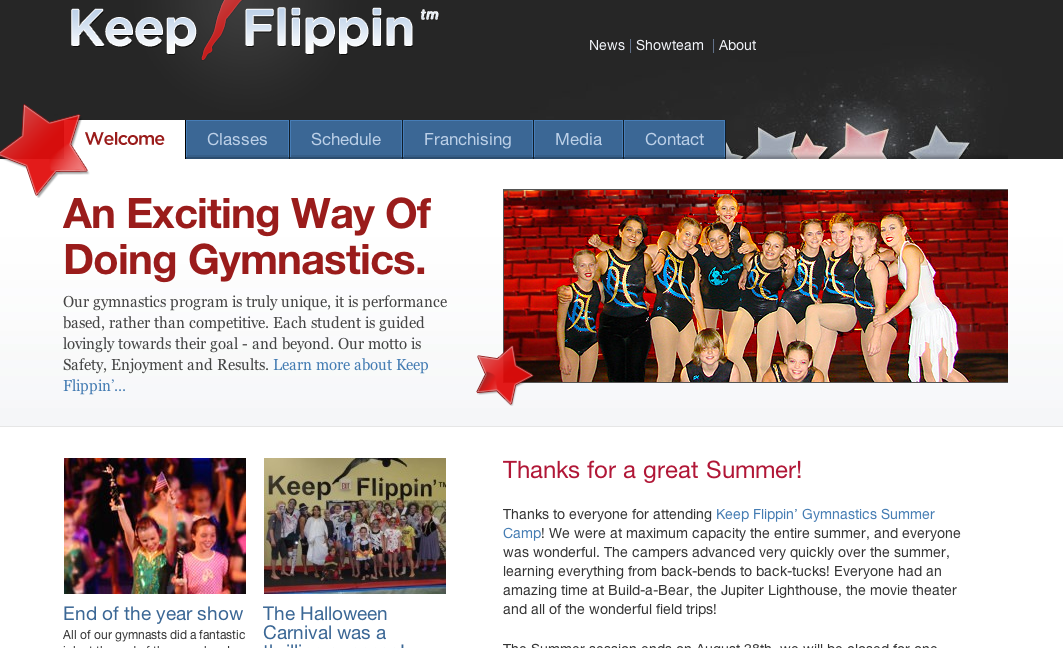 Keep Flippin tm
News | Showteam | About
Welcome Classes Schedule Franchising Media Contact
An Exciting Way Of
Doing Gymnastics.
Our gymnastics program is truly unique, it is performance
based, rather than competitive. Each student is guided
lovingly towards their goal - and beyond. Our motto is
Safety, Enjoyment and Results. Learn more about Keep
Flippin’...
Keep Flippin’ TM
End of the year show
All of our gymnasts did a fantastic
The Halloween
Carnival was a
Thanks for a great Summer!
Thanks to everyone for attending Keep Flippin’ Gymnastics Summer
Camp! We were at maximum capacity the entire summer, and everyone
was wonderful. The campers advanced very quickly over the summer,
learning everything from back-bends to back-tucks! Everyone had an
amazing time at Build-a-Bear, the Jupiter Lighthouse, the movie theater
and all of the wonderful field trips!
The Summer session ends on August 28th, we will be closed for one